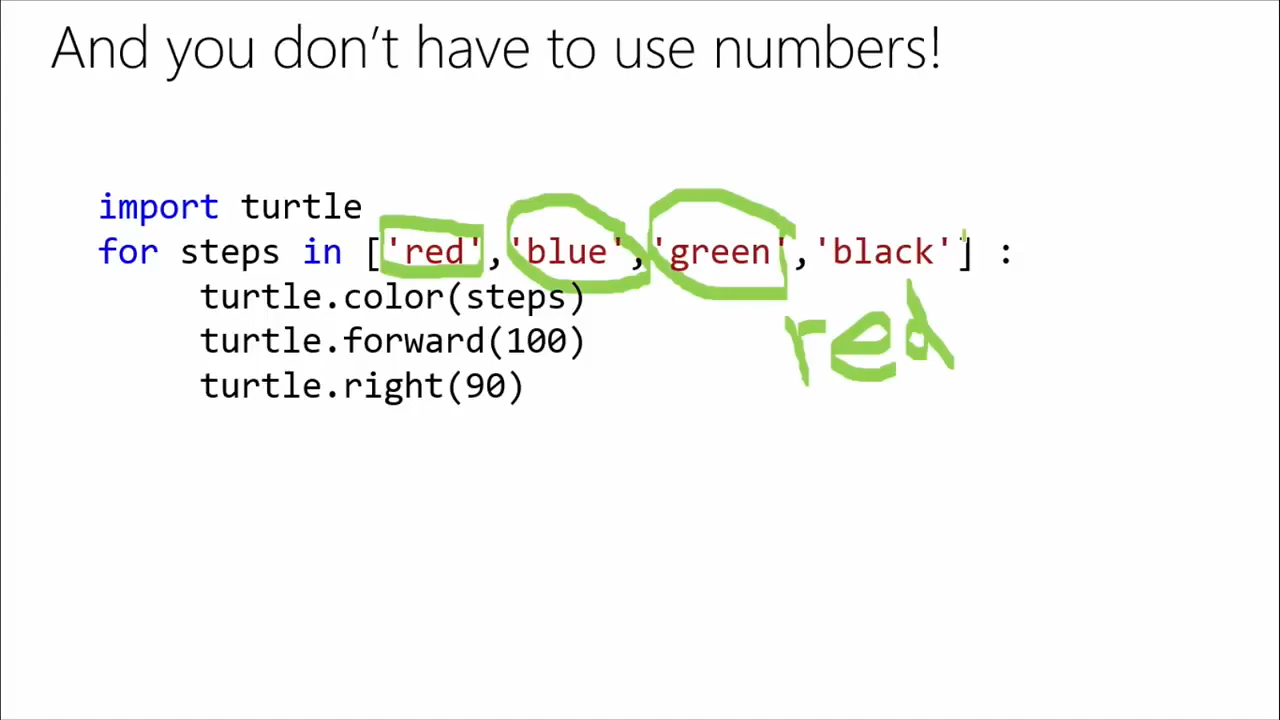 And you don't have to use numbers!
import turtle
for steps in ['red','blue','green','black'] :
turtle.color(steps)
turtle.forward(100)
turtle.right(90)
red